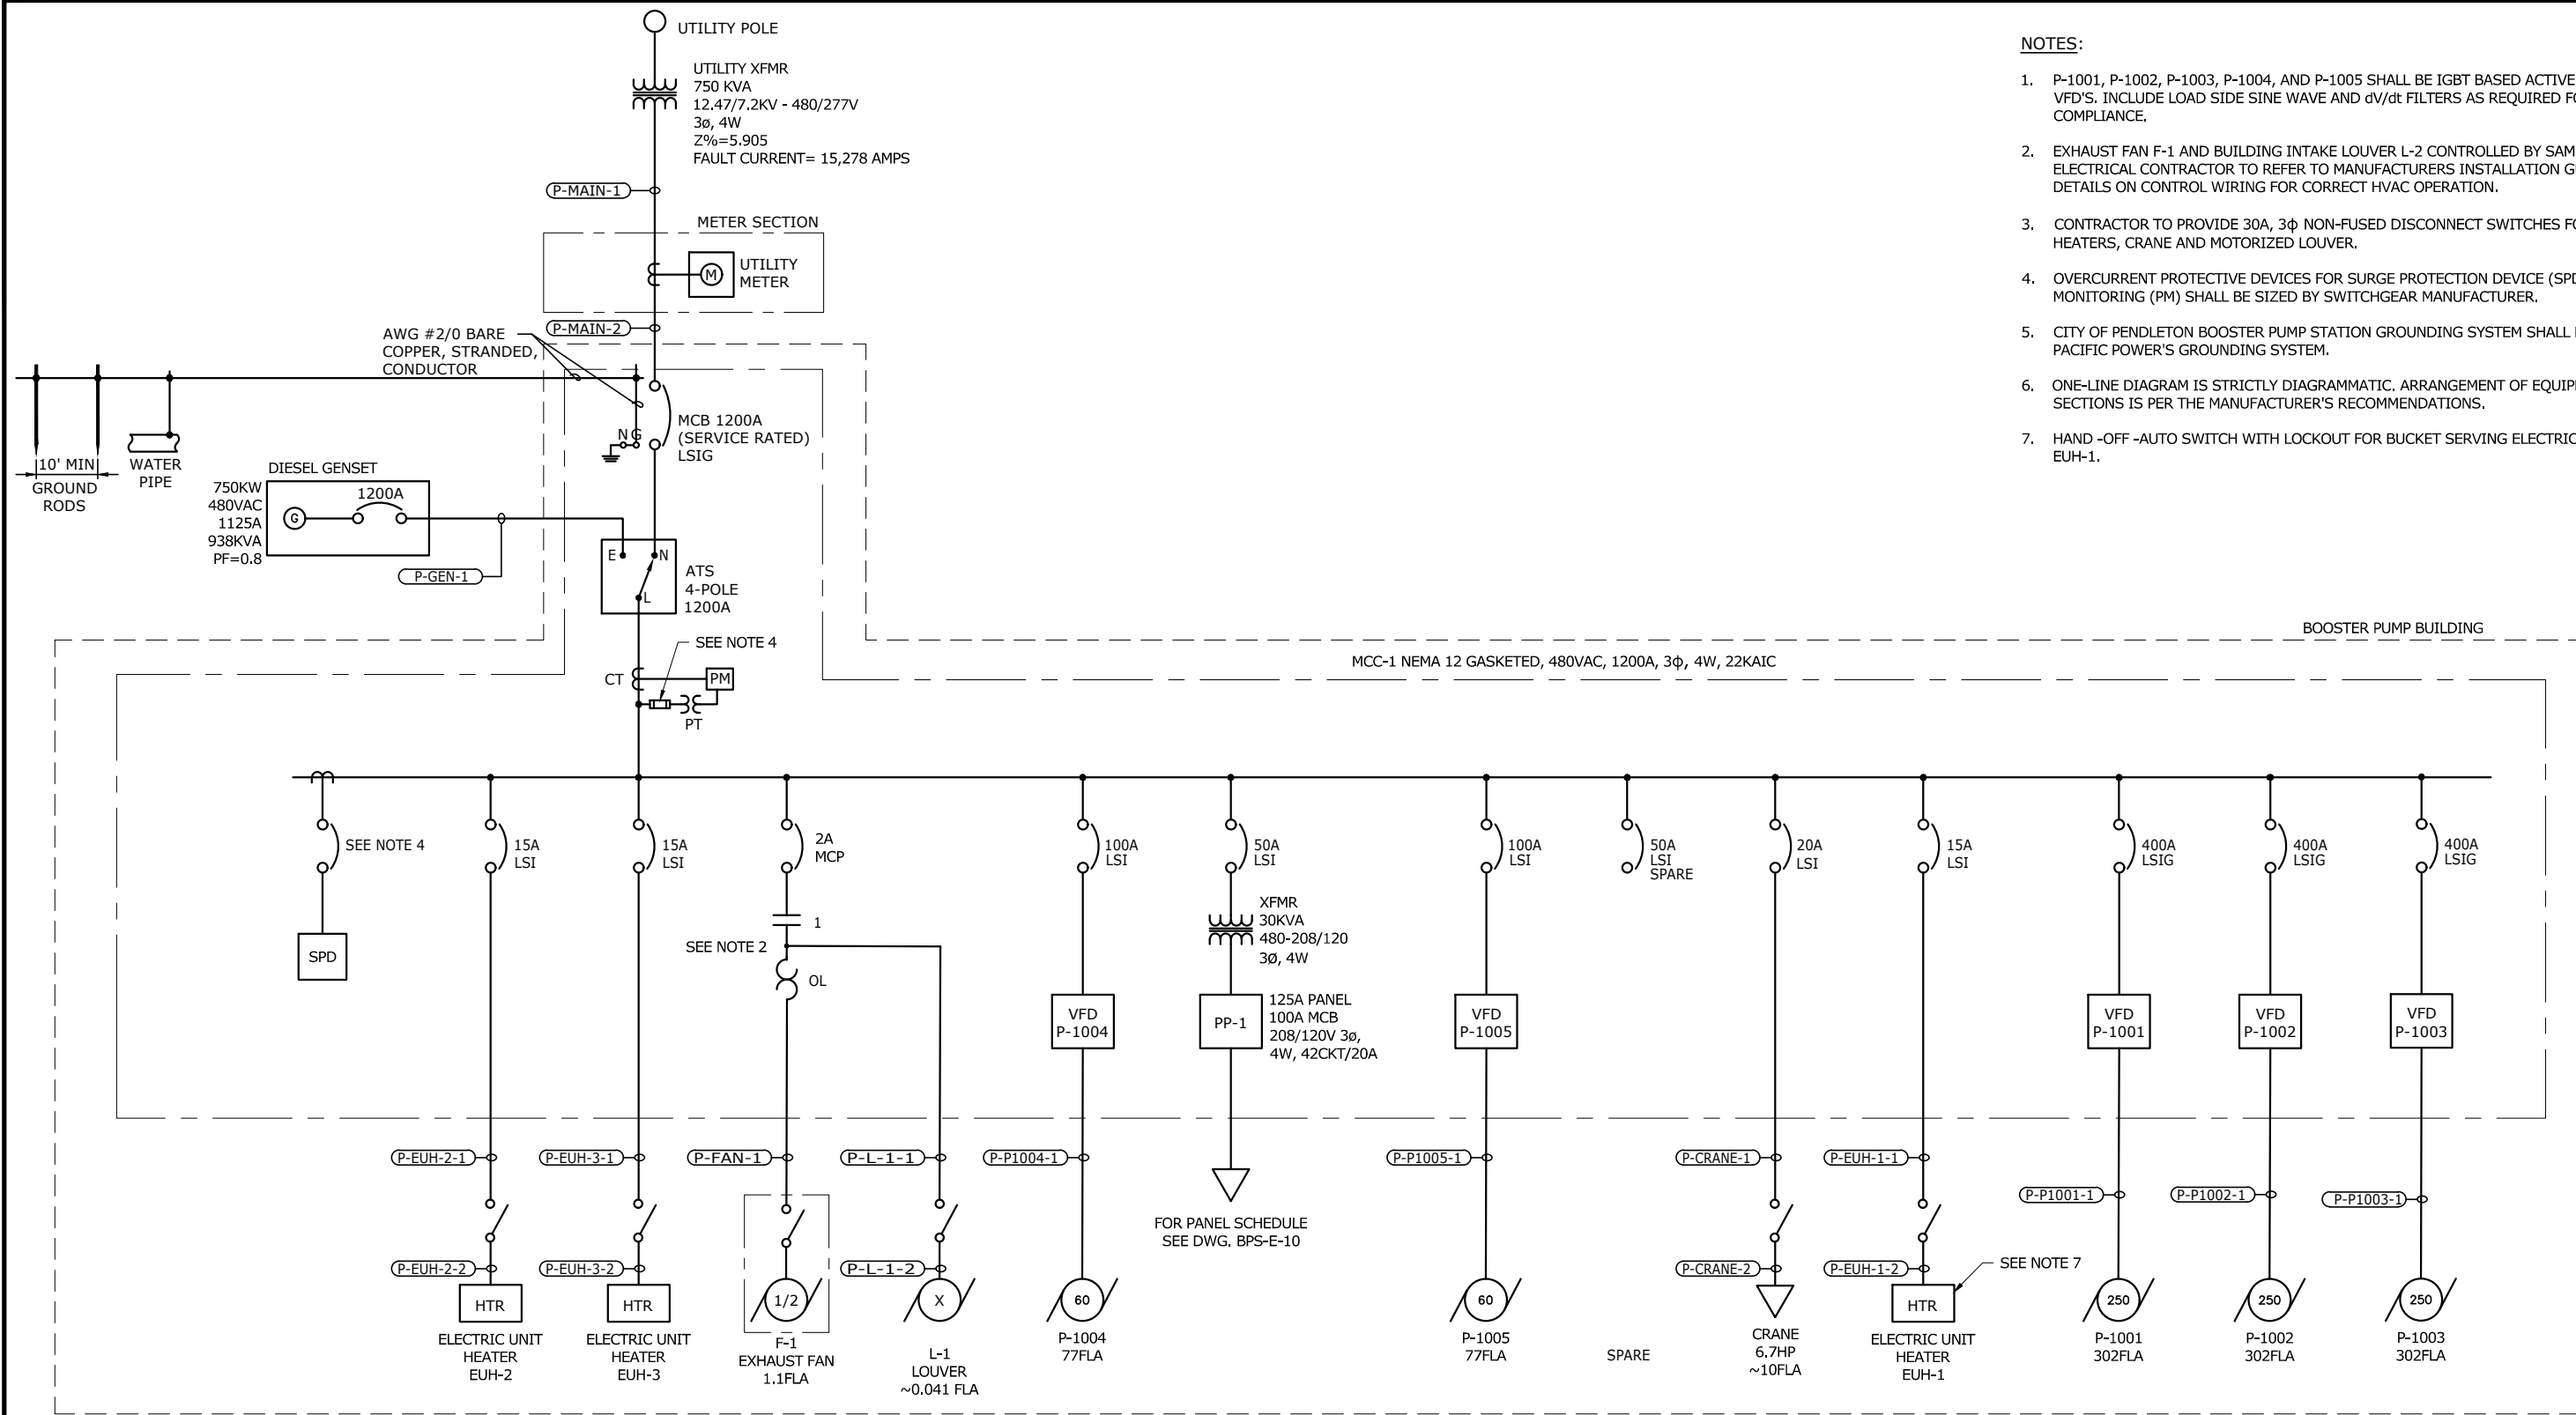 UTILITY POLE
UTILITY XFMR
750 KVA
12.47/7.2KV - 480/277V
3ø, 4W
Z%=5.905
FAULT CURRENT= 15,278 AMPS
P-MAIN-1
METER SECTION
M
UTILITY
METER
P-MAIN-2
AWG #2/0 BARE
COPPER, STRANDED,
CONDUCTOR
N G
MCB 1200A
(SERVICE RATED)
LSIG
10' MIN
GROUND
RODS
WATER
PIPE
DIESEL GENSET
750KW
480VAC
1125A
938KVA
PF=0.8
G
1200A
P-GEN-1
E
N
L
ATS
4-POLE
1200A
NOTES:
1. P-1001, P-1002, P-1003, P-1004, AND P-1005 SHALL BE IGBT BASED ACTIVE
VFD'S. INCLUDE LOAD SIDE SINE WAVE AND dV/dt FILTERS AS REQUIRED
COMPLIANCE.
2. EXHAUST FAN F-1 AND BUILDING INTAKE LOUVER L-2 CONTROLLED BY
ELECTRICAL CONTRACTOR TO REFER TO MANUFACTURERS INSTALLATION
DETAILS ON CONTROL WIRING FOR CORRECT HVAC OPERATION.
3. CONTRACTOR TO PROVIDE 30A, 3ф NON-FUSED DISCONNECT SWITCHES
HEATERS, CRANE AND MOTORIZED LOUVER.
4. OVERCURRENT PROTECTIVE DEVICES FOR SURGE PROTECTION DEVICE
MONITORING (PM) SHALL BE SIZED BY SWITCHGEAR MANUFACTURER.
5. CITY OF PENDLETON BOOSTER PUMP STATION GROUNDING SYSTEM SHALL
PACIFIC POWER'S GROUNDING SYSTEM.
6. ONE-LINE DIAGRAM IS STRICTLY DIAGRAMMATIC. ARRANGEMENT OF
SECTIONS IS PER THE MANUFACTURER'S RECOMMENDATIONS.
7. HAND -OFF -AUTO SWITCH WITH LOCKOUT FOR BUCKET SERVING
EUH-1.
BOOSTER PUMP BUILDING
MCC-1 NEMA 12 GASKETED, 480VAC, 1200A, 3ф, 4W, 22KAIC
SEE NOTE 4
CT
PM
PT
SEE NOTE 4
SPD
15A
LSI
15A
LSI
2A
MCP
1
SEE NOTE 2
OL
100A
LSI
VFD
P-1004
50A
LSI
XFMR
30KVA
480-208/120
3Ø, 4W
PP-1
125A PANEL
100A MCB
208/120V 3ø,
4W, 42CKT/20A
100A
LSI
VFD
P-1005
50A
LSI
SPARE
20A
LSI
15A
LSI
400A
LSIG
VFD
P-1001
400A
LSIG
VFD
P-1002
400A
LSIG
VFD
P-1003
P-EUH-2-1
P-EUH-3-1
P-FAN-1
P-L-1-1
P-P1004-1
P-P1005-1
P-CRANE-1
P-EUH-1-1
P-P1001-1
P-P1002-1
P-P1003-1
P-EUH-2-2
P-EUH-3-2
P-L-1-2
P-CRANE-2
P-EUH-1-2
SEE NOTE 7
FOR PANEL SCHEDULE
SEE DWG. BPS-E-10
HTR
ELECTRIC UNIT
HEATER
EUH-2
HTR
ELECTRIC UNIT
HEATER
EUH-3
1/2
F-1
EXHAUST FAN
1.1FLA
X
L-1
LOUVER
~0.041 FLA
60
P-1004
77FLA
60
P-1005
77FLA
SPARE
CRANE
6.7HP
~10FLA
HTR
ELECTRIC UNIT
HEATER
EUH-1
250
P-1001
302FLA
250
P-1002
302FLA
250
P-1003
302FLA